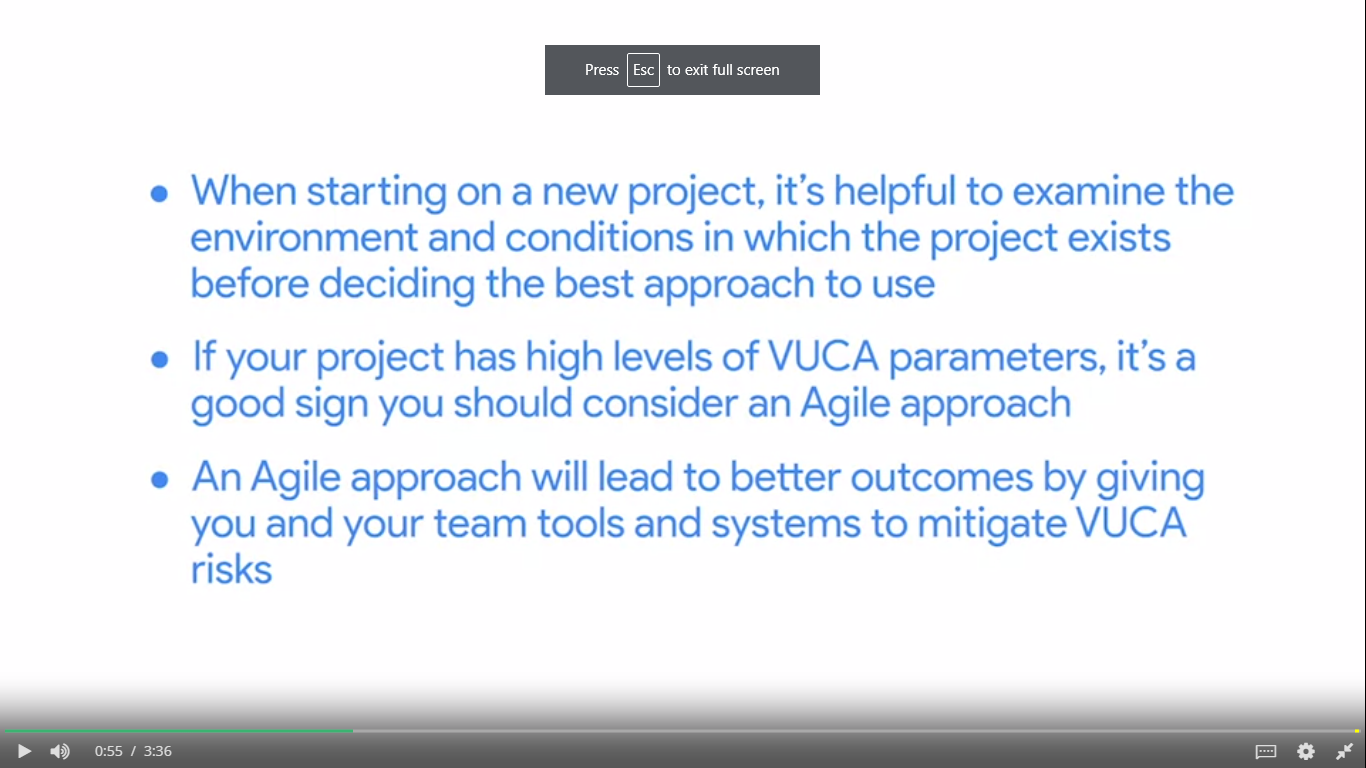 Press Esc to exit full screen
● When starting on a new project, it’s helpful to examine the
environment and conditions in which the project exists
before deciding the best approach to use
● If your project has high levels of VUCA parameters, it’s a
good sign you should consider an Agile approach
● An Agile approach will lead to better outcomes by giving
you and your team tools and systems to mitigate VUCA
risks
0:55 / 3:36